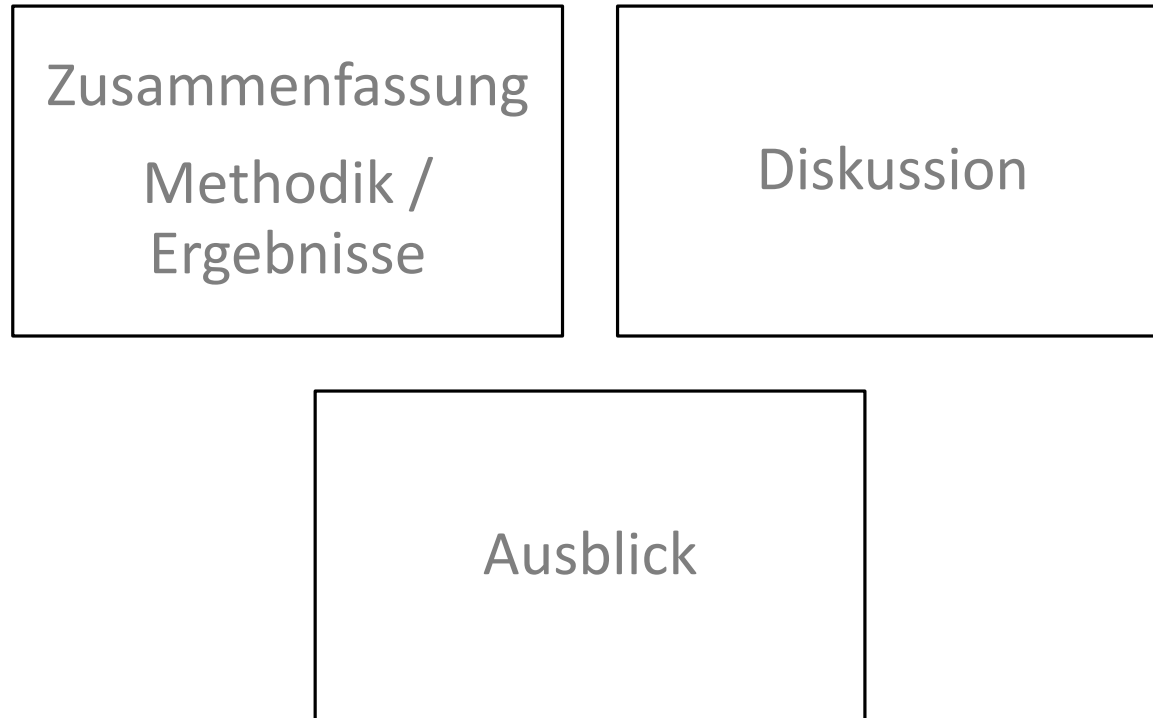 Zusammenfassung
Methodik /
Ergebnisse
Diskussion
Ausblick